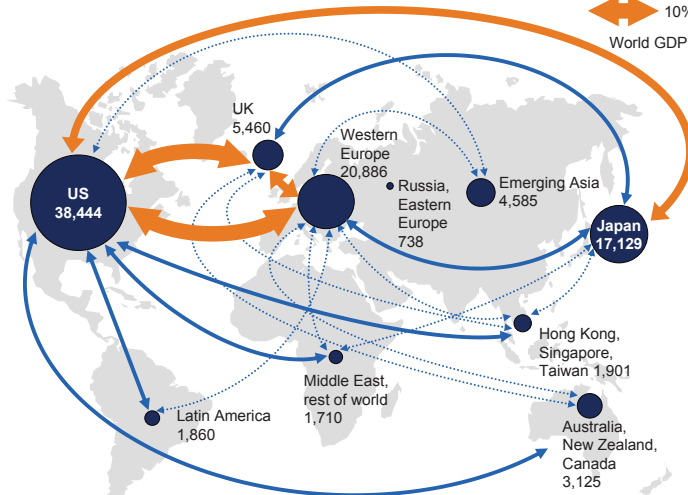 10%
World GDP
UK
5,460
Western
Europe
20,886
US
38,444
Russia,
Eastern
Europe
738
Emerging Asia
4,585
Japan
17,129
Hong Kong,
Singapore,
Taiwan 1,901
Middle East,
rest of world
1,710
Latin America
1,860
Australia,
New Zealand,
Canada
3,125